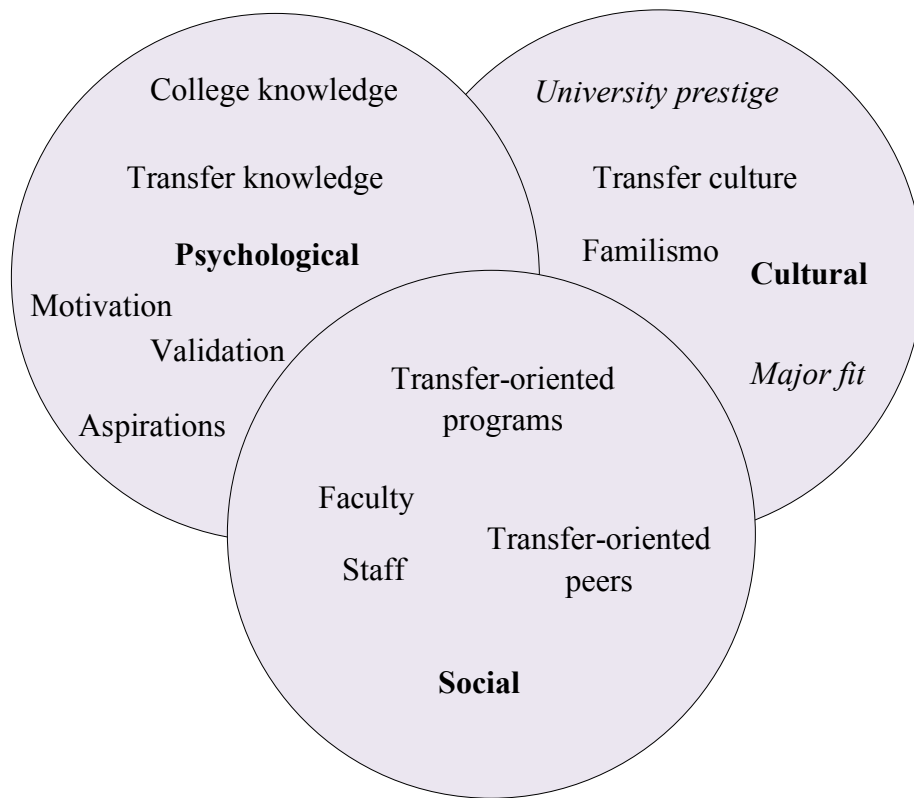 College knowledge
Transfer knowledge
Psychological
Motivation
Validation
Aspirations
University prestige
Transfer culture
Familismo
Cultural
Major fit
Transfer-oriented
programs
Faculty
Staff
Transfer-oriented
peers
Social